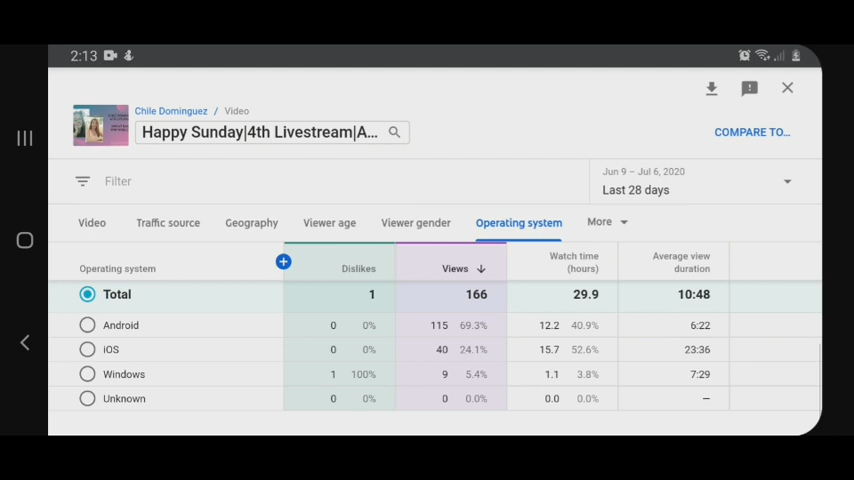 2:13
Chile Dominguez / Video
Happy Sunday|4th Livestream|A...
COMPARE TO...
Filter
Jun 9 – Jul 6, 2020
Last 28 days
Video Traffic source Geography Viewer age Viewer gender Operating system More
Operating system Dislikes Views Watch time (hours) Average view duration
Total 1 166 29.9 10:48
Android 0 0% 115 69.3% 12.2 40.9% 6:22
iOS 0 0% 40 24.1% 15.7 52.6% 23:36
Windows 1 100% 9 5.4% 1.1 3.8% 7:29
Unknown 0 0% 0 0.0% 0.0 0.0% —